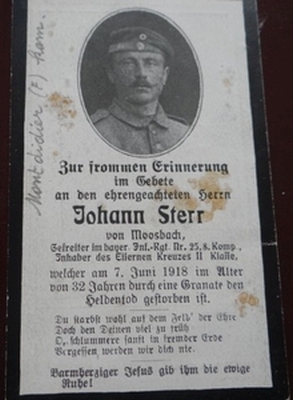 Montdidier (F) kam.
Zur frommen Erinnerung
im Gebete
an den ehrengeachteten Herrn
Johann Sterr
von Moosbach,
Gefreiter im bayer. Inf.-Rgt. Nr. 25, 8. Komp.,
Inhaber des Eisernen Kreuzes II Klasse,
welcher am 7. Juni 1918 im Alter
von 32 Jahren durch eine Granate den
Heldentod gestorben ist.
Du starbst wohl auf dem Feld' der Ehre
Doch den Deinen viel zu früh
O, schlummere sanft in fremder Erde
Vergessen werden wir dich nie.
Barmherziger Jesus gib ihm die ewige
Ruhe!